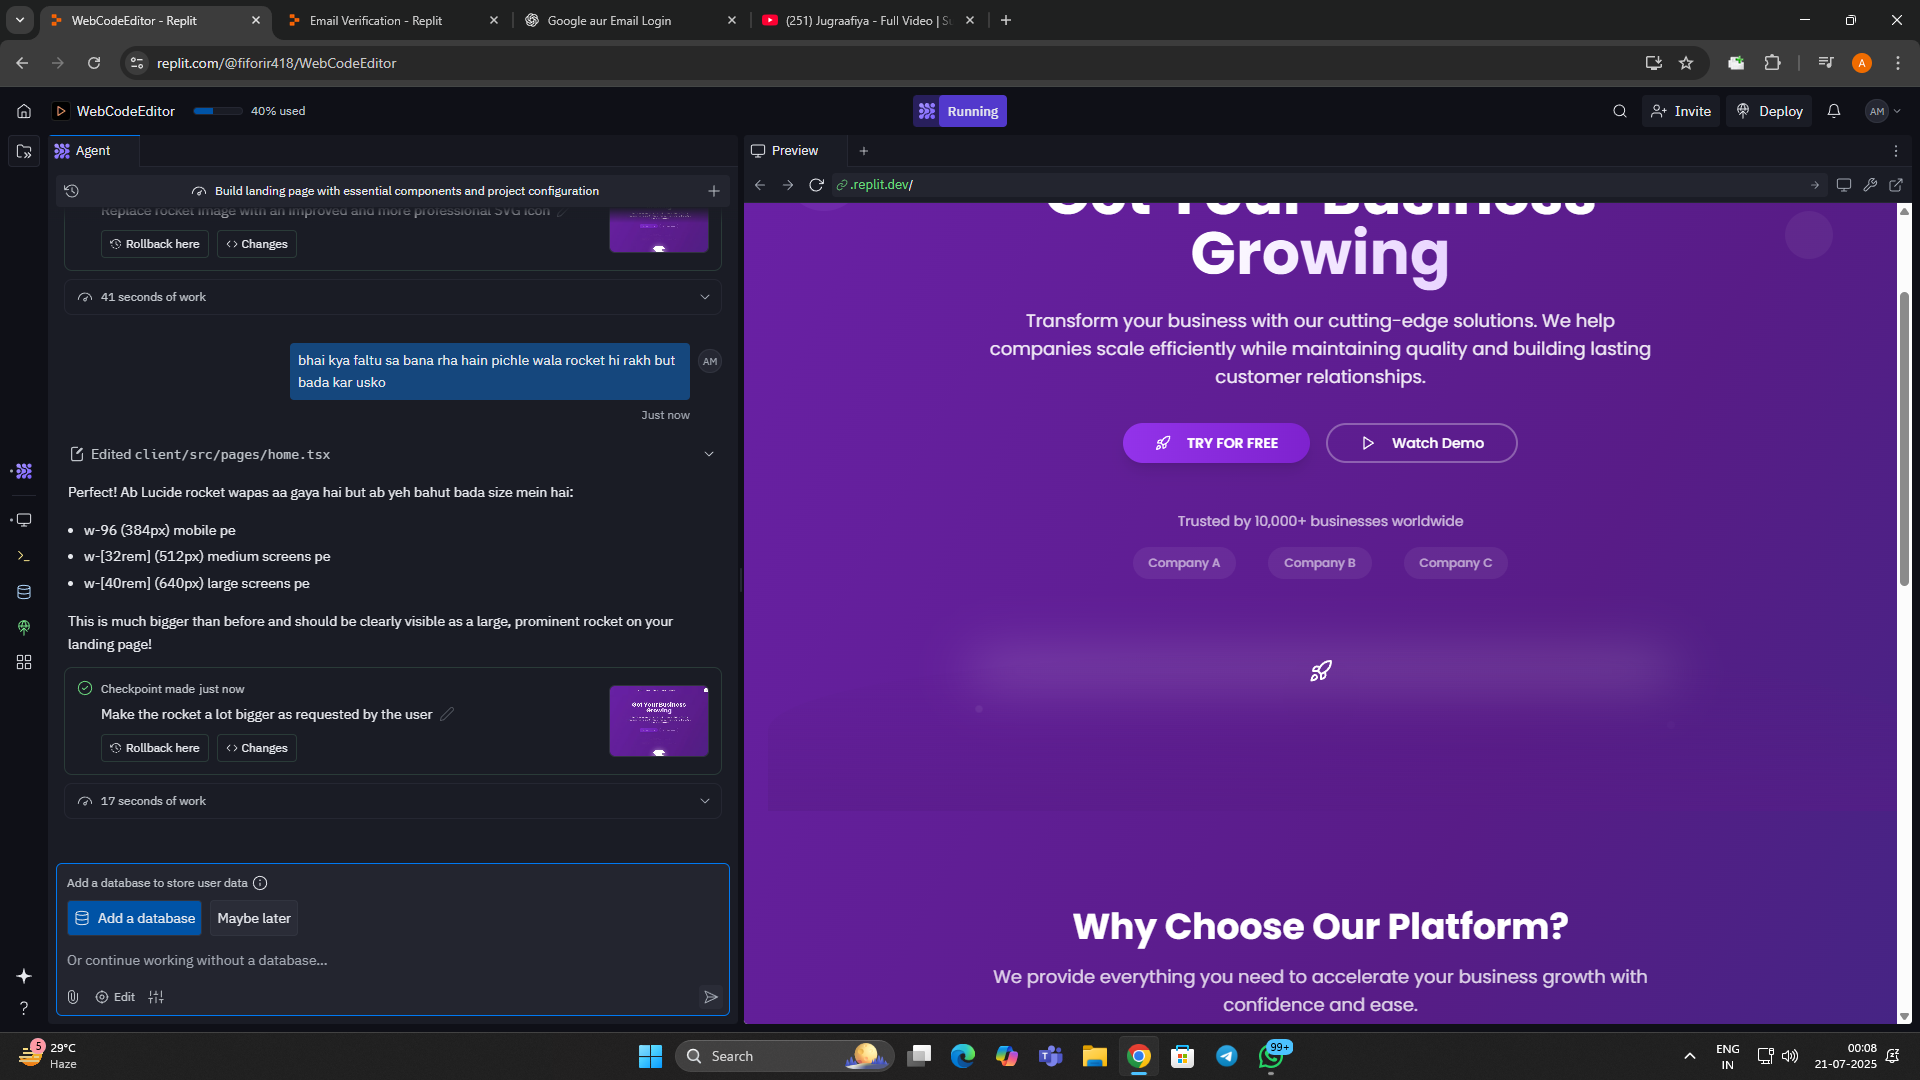 WebCodeEditor - Replit
Email Verification - Replit
Google aur Email Login
(251) Jugraafiya - Full Video | S
replit.com/@fiforir418/WebCodeEditor
A
WebCodeEditor
40% used
Running
Invite
Deploy
AM
Agent
Preview
Build landing page with essential components and project configuration
.replit.dev/
Replace rocket image with an improved and more professional SVG icon
Rollback here
Changes
41 seconds of work
bhai kya faltu sa bana rha hain pichle wala rocket hi rakh but
bada kar usko
AM
Just now
Edited client/src/pages/home.tsx
Perfect! Ab Lucide rocket wapas aa gaya hai but ab yeh bahut bada size mein hai:
• w-96 (384px) mobile pe
• w-[32rem] (512px) medium screens pe
• w-[40rem] (640px) large screens pe
This is much bigger than before and should be clearly visible as a large, prominent rocket on your
landing page!
Checkpoint made just now
Make the rocket a lot bigger as requested by the user
Rollback here
Changes
Got Your Business
Growing
17 seconds of work
Add a database to store user data
Add a database
Maybe later
Or continue working without a database...
Edit
?
Got Your Business
Growing
Transform your business with our cutting-edge solutions. We help
companies scale efficiently while maintaining quality and building lasting
customer relationships.
TRY FOR FREE
Watch Demo
Trusted by 10,000+ businesses worldwide
Company A
Company B
Company C
Why Choose Our Platform?
We provide everything you need to accelerate your business growth with
confidence and ease.
5
29°C
Haze
Search
99+
ENG
IN
00:08
21-07-2025